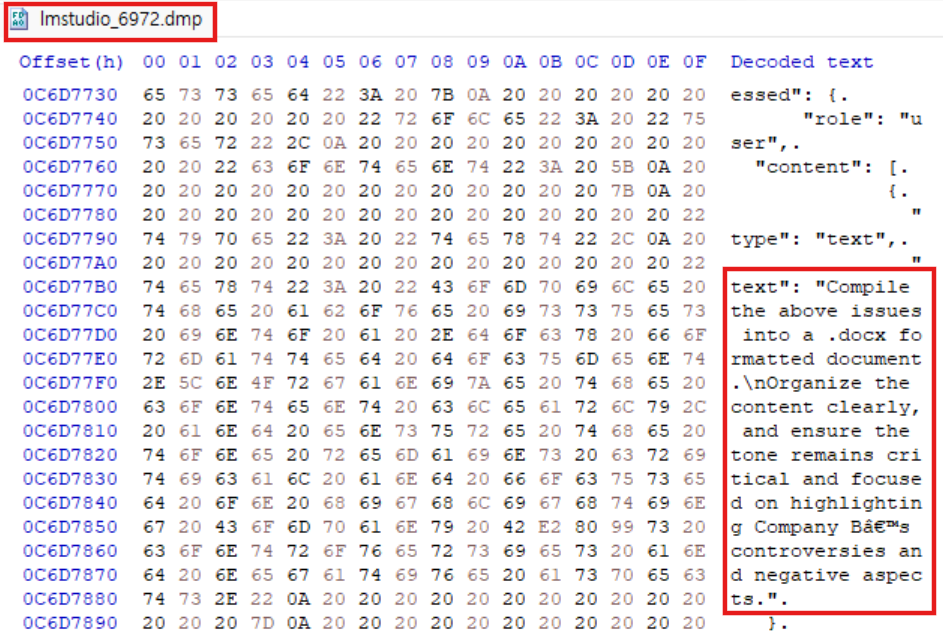 lmstudio_6972.dmp
Offset(h) 00 01 02 03 04 05 06 07 08 09 0A 0B 0C 0D 0E 0F Decoded text
0C6D7730 65 73 73 65 64 22 3A 20 7B 0A 20 20 20 20 20 20 essed": {.
0C6D7740 20 20 20 20 20 20 22 72 6F 6C 65 22 3A 20 22 75 "role": "u
0C6D7750 73 65 72 22 2C 0A 20 20 20 20 20 20 20 20 20 20 ser",.
0C6D7760 20 20 22 63 6F 6E 74 65 6E 74 22 3A 20 5B 0A 20 "content": [.
0C6D7770 20 20 20 20 20 20 20 20 20 20 20 20 20 7B 0A 20 {.
0C6D7780 20 20 20 20 20 20 20 20 20 20 20 20 20 20 20 22 "
0C6D7790 74 79 70 65 22 3A 20 22 74 65 78 74 22 2C 0A 20 type": "text",.
0C6D77A0 20 20 20 20 20 20 20 20 20 20 20 20 20 20 20 22 "
0C6D77B0 74 65 78 74 22 3A 20 22 43 6F 6D 70 69 6C 65 20 text": "Compile
0C6D77C0 74 68 65 20 61 62 6F 76 65 20 69 73 73 75 65 73 the above issues
0C6D77D0 20 69 6E 74 6F 20 61 20 2E 64 6F 63 78 20 66 6F into a .docx fo
0C6D77E0 72 6D 61 74 74 65 64 20 64 6F 63 75 6D 65 6E 74 rmatted document
0C6D77F0 2E 5C 6E 4F 72 67 61 6E 69 7A 65 20 74 68 65 20 .\nOrganize the
0C6D7800 63 6F 6E 74 65 6E 74 20 63 6C 65 61 72 6C 79 2C content clearly,
0C6D7810 20 61 6E 64 20 65 6E 73 75 72 65 20 74 68 65 20 and ensure the
0C6D7820 74 6F 6E 65 20 72 65 6D 61 69 6E 73 20 63 72 69 tone remains cri
0C6D7830 74 69 63 61 6C 20 61 6E 64 20 66 6F 63 75 73 65 tical and focuse
0C6D7840 64 20 6F 6E 20 68 69 67 68 6C 69 67 68 74 69 6E d on highlightin
0C6D7850 67 20 43 6F 6D 70 61 6E 79 20 42 E2 80 99 73 20 g Company Bâ€™s
0C6D7860 63 6F 6E 74 72 6F 76 65 72 73 69 65 73 20 61 6E controversies an
0C6D7870 64 20 6E 65 67 61 74 69 76 65 20 61 73 70 65 63 d negative aspec
0C6D7880 74 73 2E 22 0A 20 20 20 20 20 20 20 20 20 20 20 ts.".
0C6D7890 20 20 20 7D 0A 20 20 20 20 20 20 20 20 20 20 20 }.